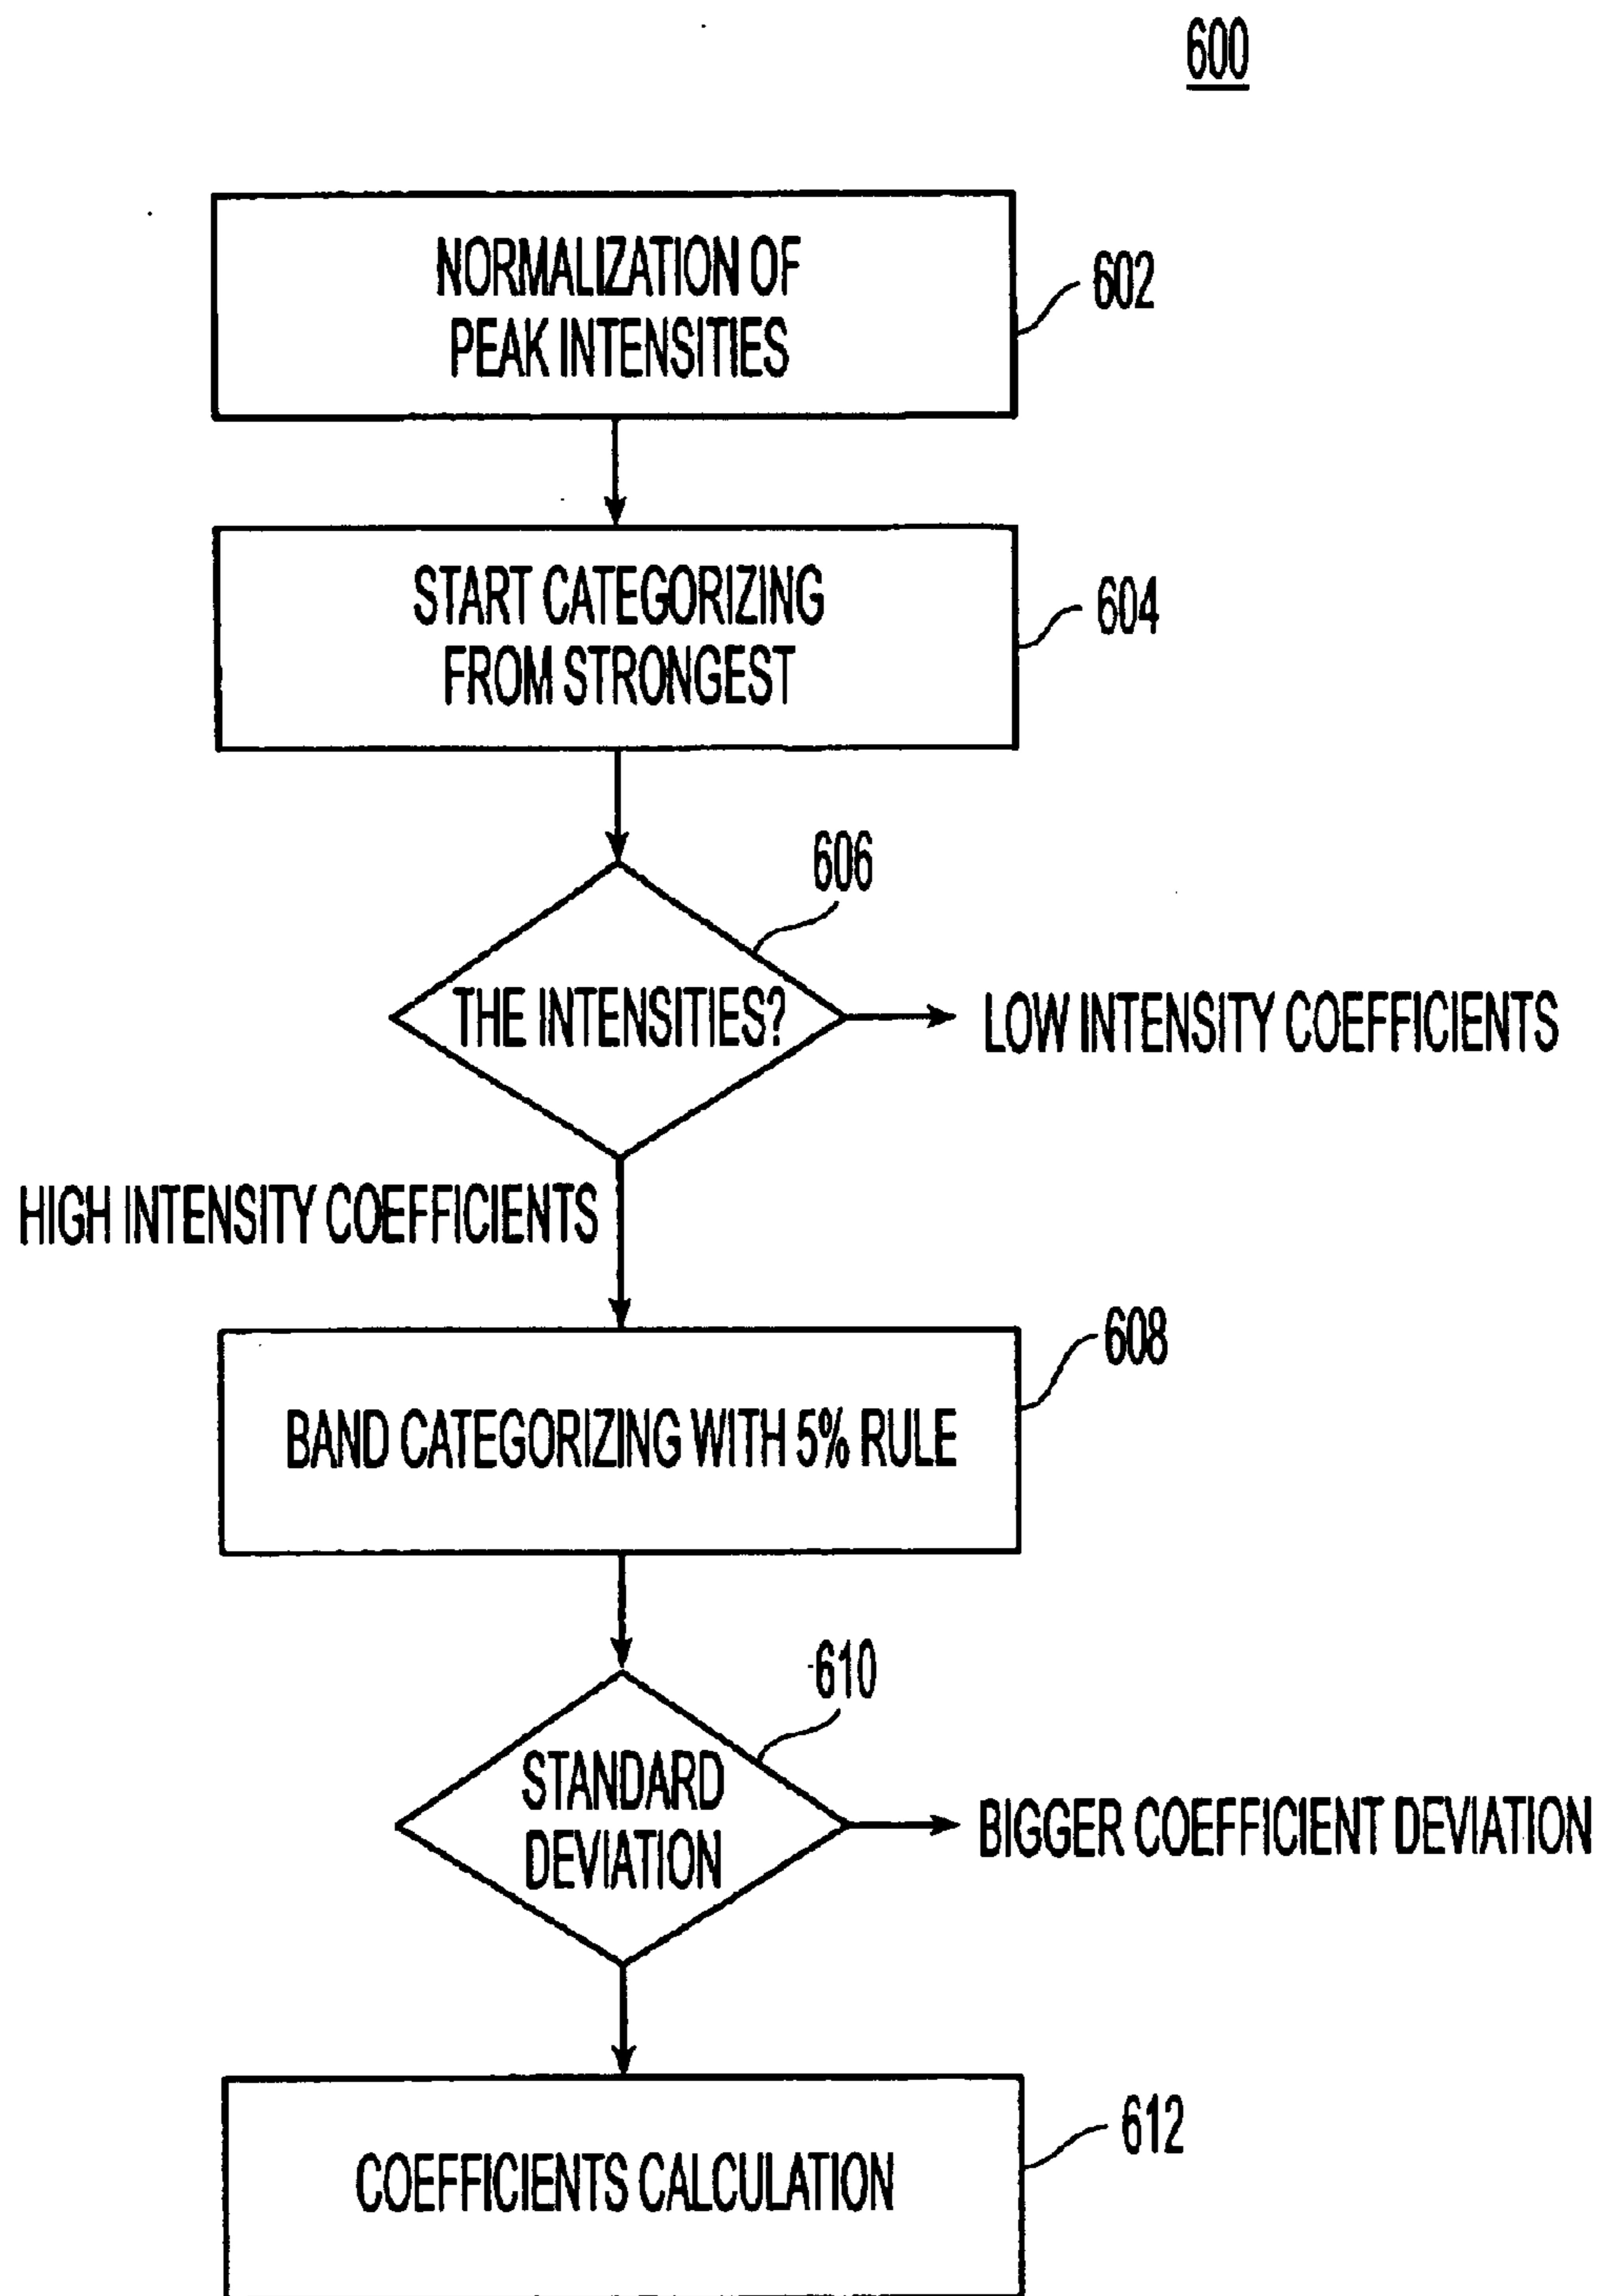 600
NORMALIZATION OF
PEAK INTENSITIES
602
START CATEGORIZING
FROM STRONGEST
604
606
THE INTENSITIES?
LOW INTENSITY COEFFICIENTS
HIGH INTENSITY COEFFICIENTS
608
BAND CATEGORIZING WITH 5% RULE
610
STANDARD
DEVIATION
BIGGER COEFFICIENT DEVIATION
612
COEFFICIENTS CALCULATION